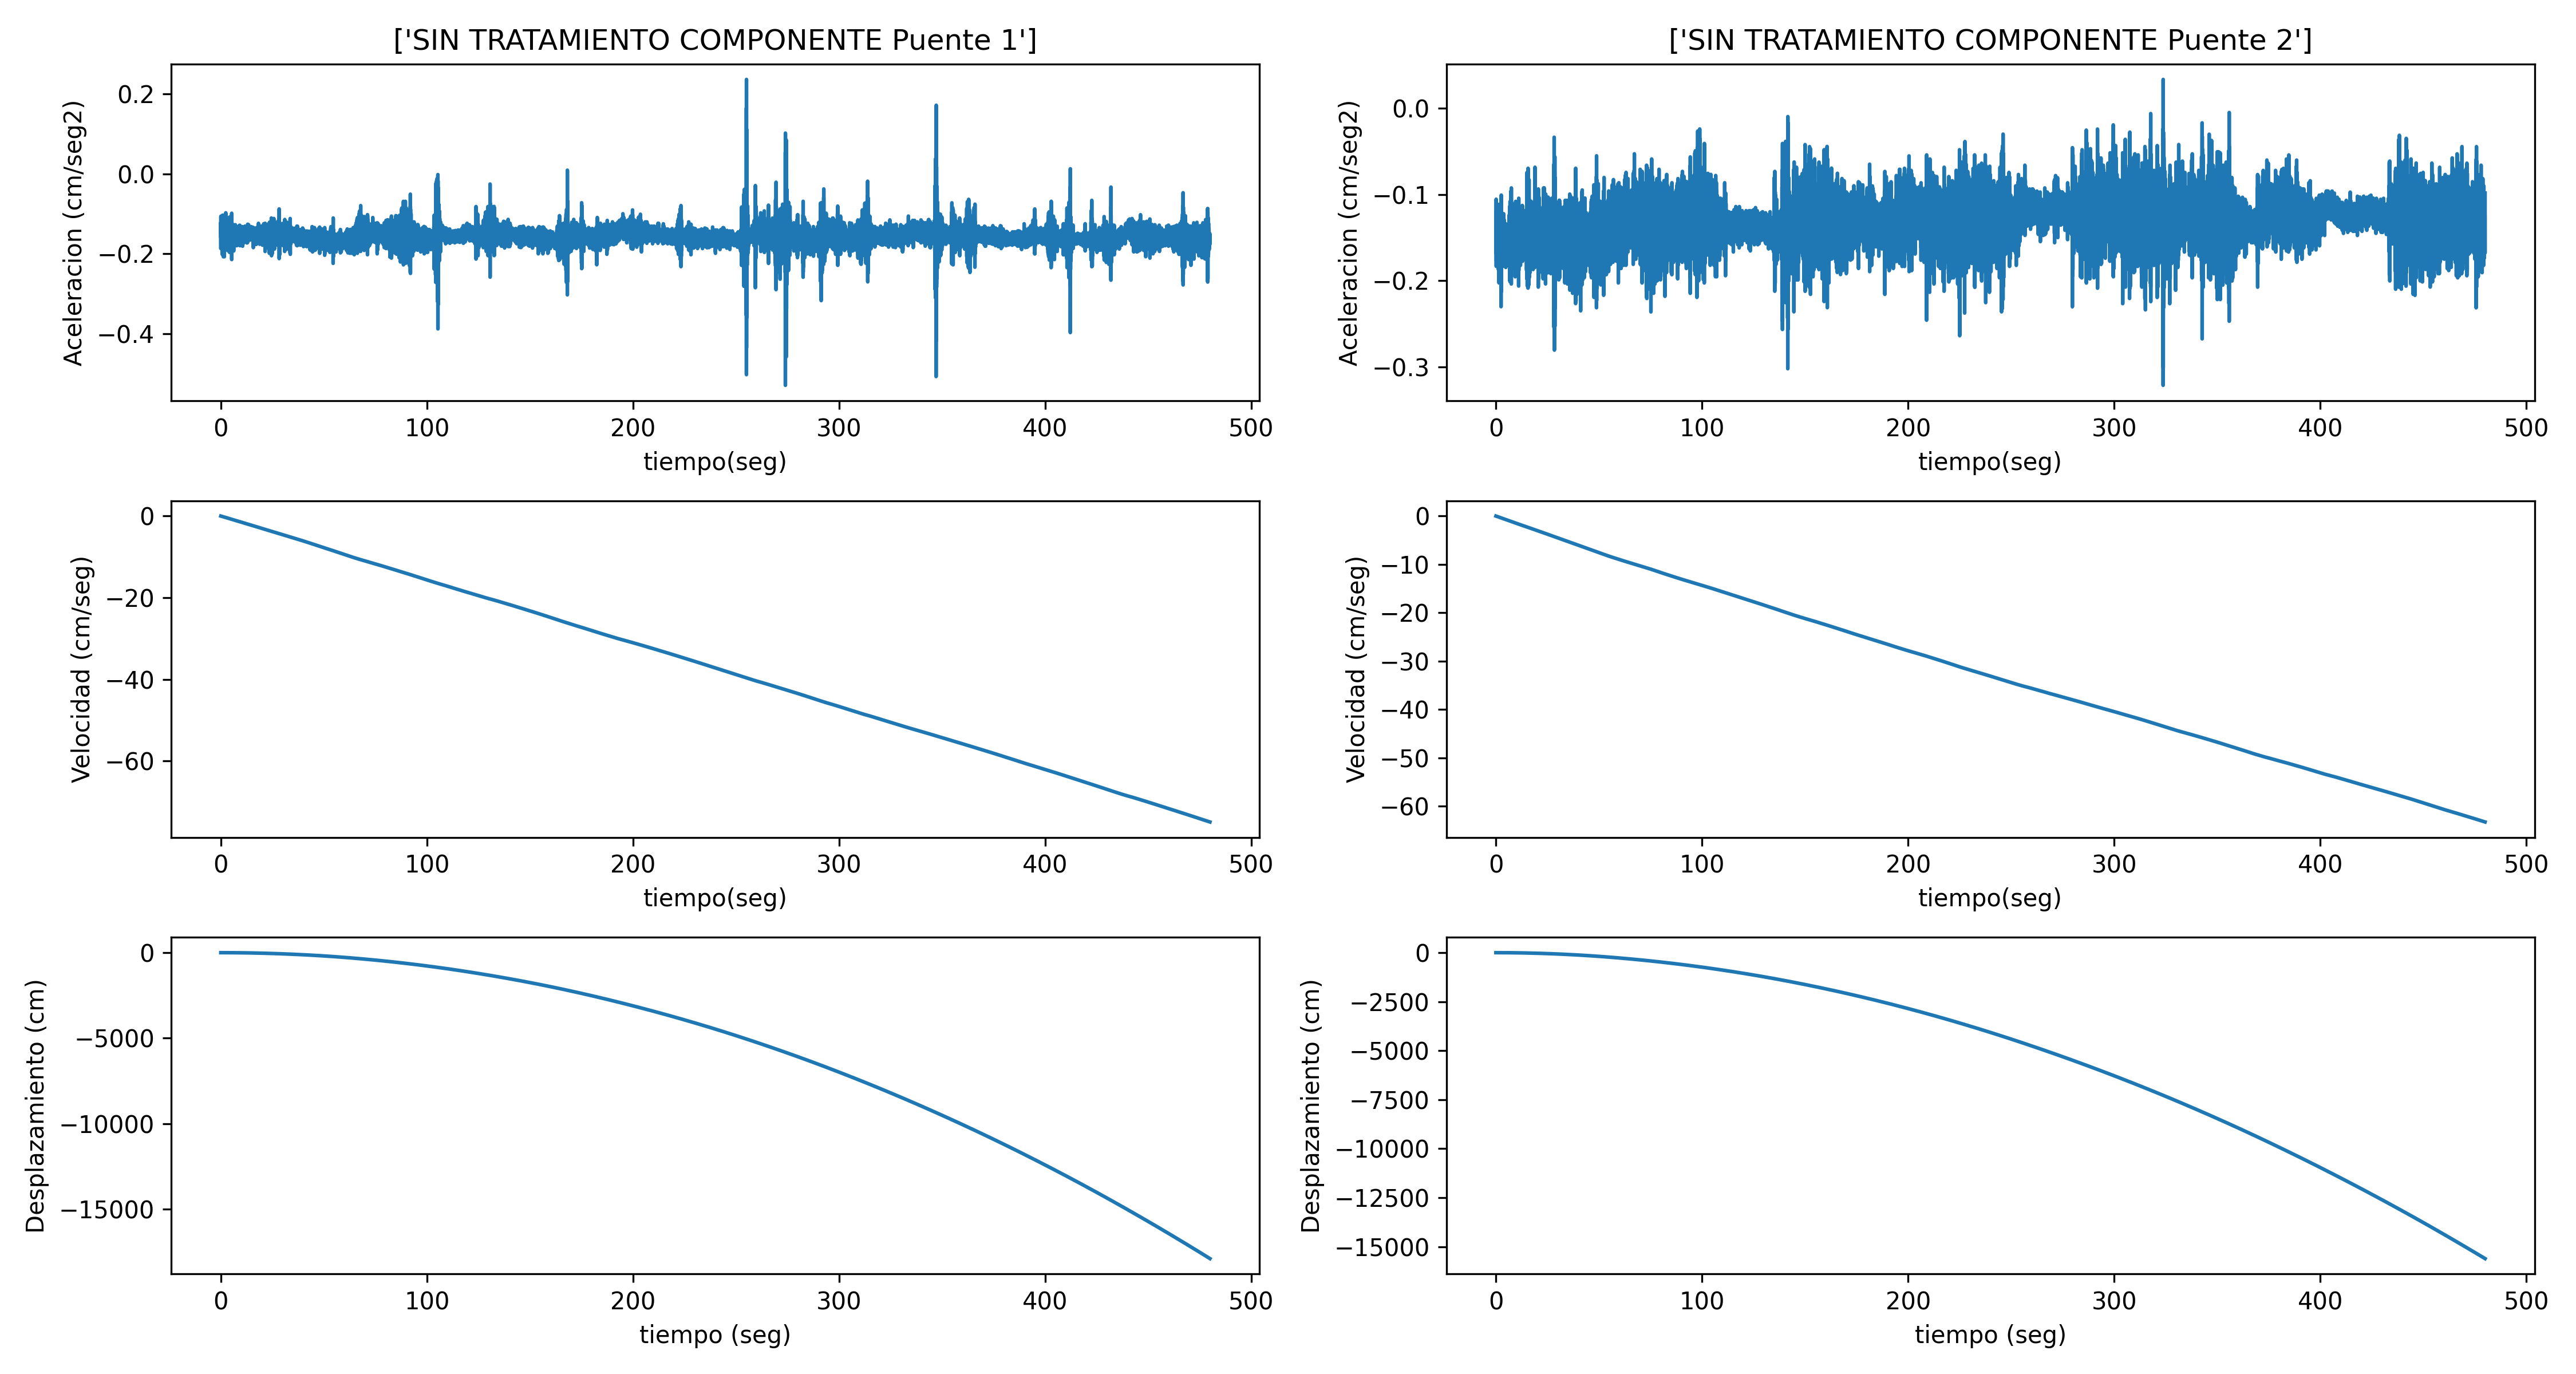 ['SIN TRATAMIENTO COMPONENTE Puente 1']
Aceleracion (cm/seg2)
0.2
0.0
−0.2
−0.4
0 100 200 300 400 500
tiempo(seg)
['SIN TRATAMIENTO COMPONENTE Puente 2']
Aceleracion (cm/seg2)
0.0
−0.1
−0.2
−0.3
0 100 200 300 400 500
tiempo(seg)
Velocidad (cm/seg)
0
−20
−40
−60
0 100 200 300 400 500
tiempo(seg)
Velocidad (cm/seg)
0
−10
−20
−30
−40
−50
−60
0 100 200 300 400 500
tiempo(seg)
Desplazamiento (cm)
0
−5000
−10000
−15000
0 100 200 300 400 500
tiempo (seg)
Desplazamiento (cm)
0
−2500
−5000
−7500
−10000
−12500
−15000
0 100 200 300 400 500
tiempo (seg)